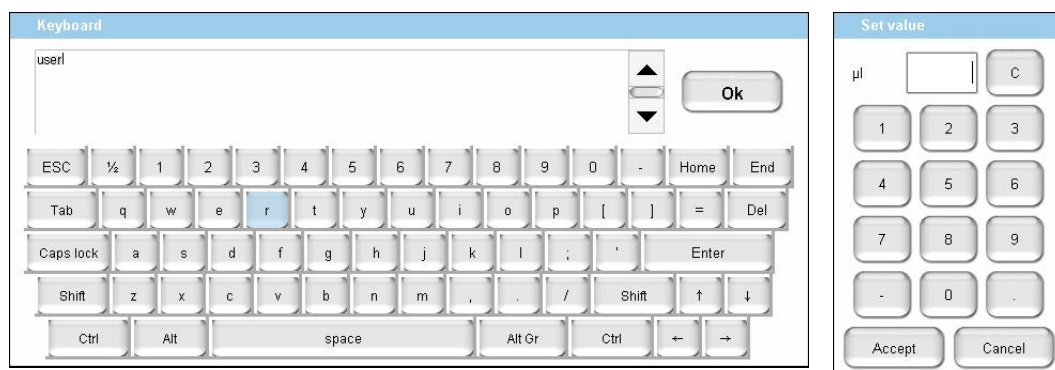 Keyboard
userl
Ok
ESC ½ 1 2 3 4 5 6 7 8 9 0 - Home End
Tab q w e r t y u i o p [ ] = Del
Caps lock a s d f g h j k l ; ' Enter
Shift z x c v b n m , . / Shift ↑ ↓
Ctrl Alt space Alt Gr Ctrl ← →
Set value
µl C
1 2 3
4 5 6
7 8 9
- 0 .
Accept Cancel